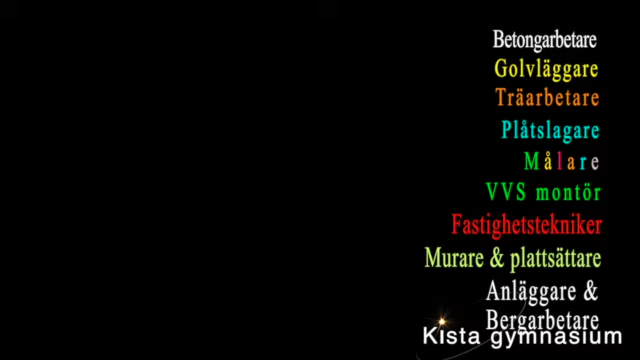 Betongarbetare
Golvläggare
Träarbetare
Plåtslagare
Målare
VVS montör
Fastighetstekniker
Murare & plattsättare
Anläggare &
Bergarbetare
Kista gymnasium